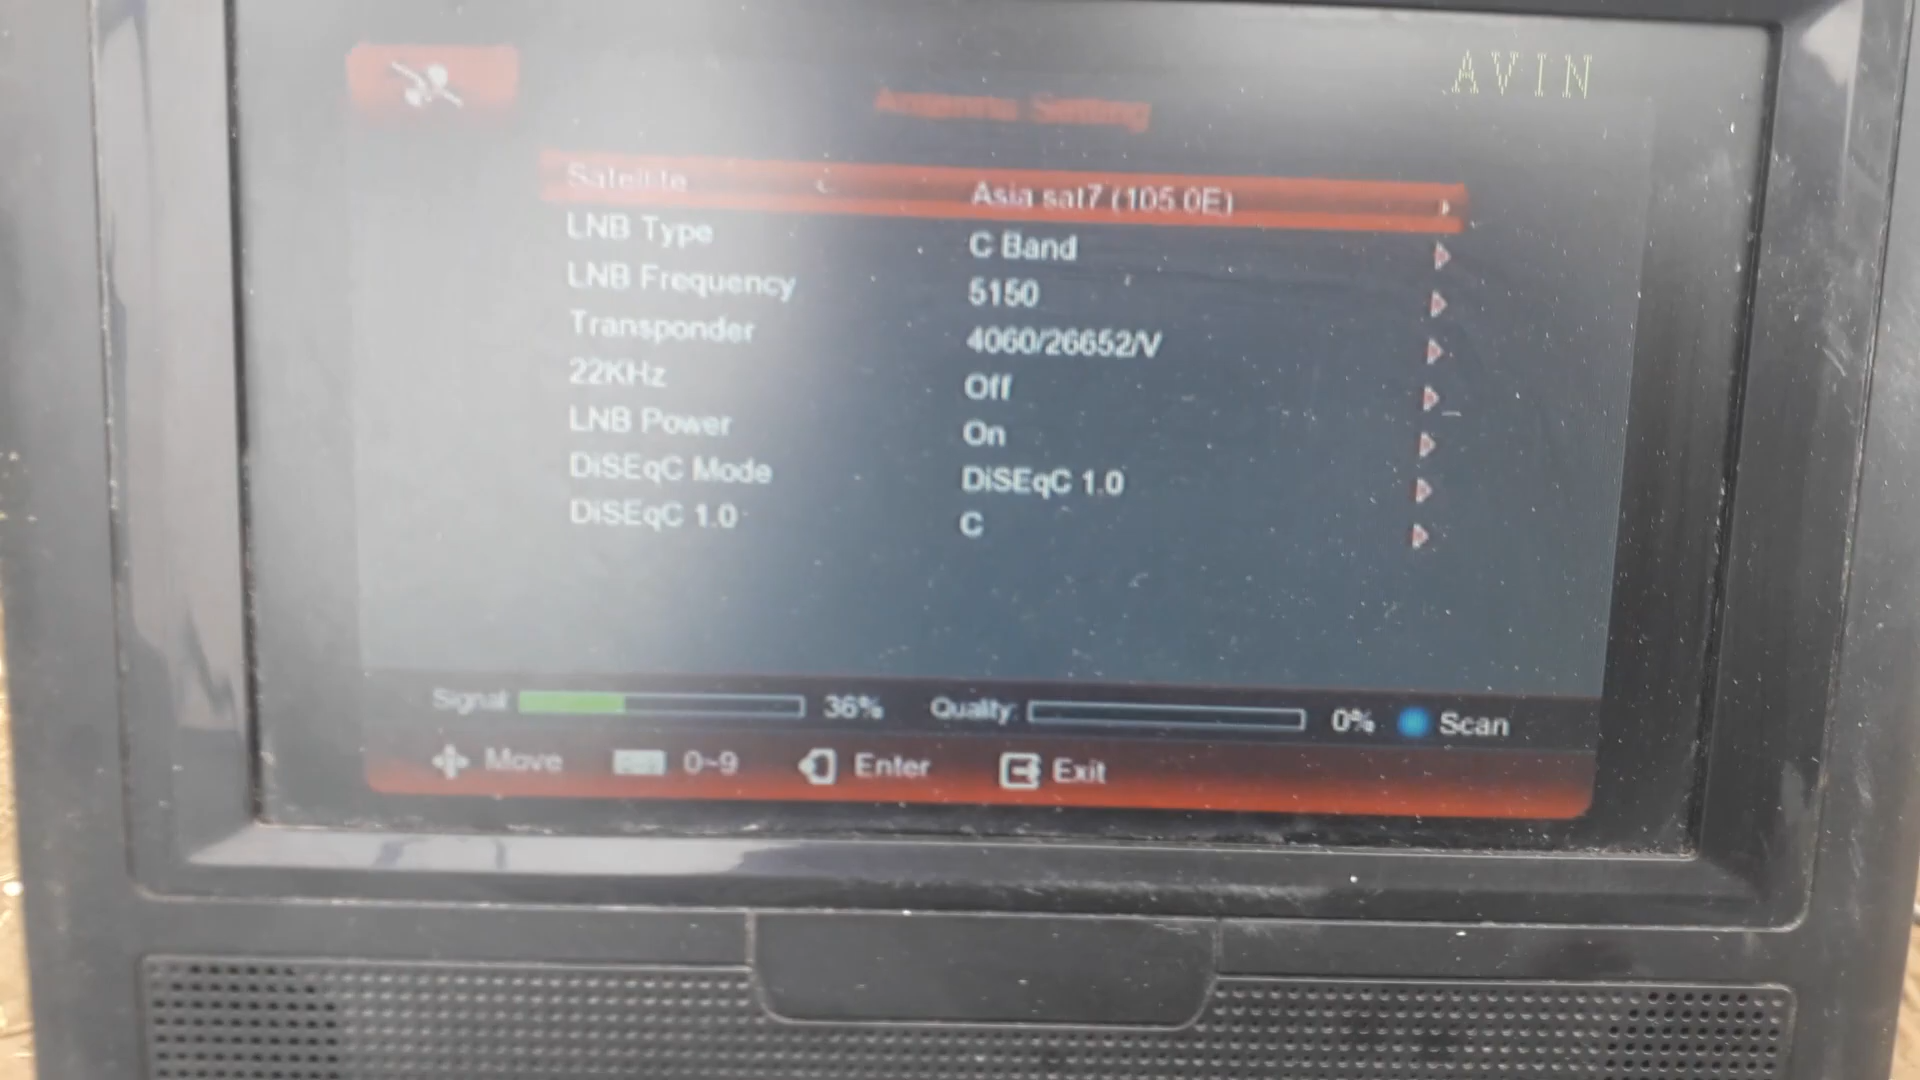 AVIN
Antenna Setting
Satellite Asia sat7 (105.0E)
LNB Type C Band
LNB Frequency 5150
Transponder 4060/26652/V
22KHz Off
LNB Power On
DiSEqC Mode DiSEqC 1.0
DiSEqC 1.0 C
Signal 36% Quality: 0% Scan
Move 0~9 Enter Exit